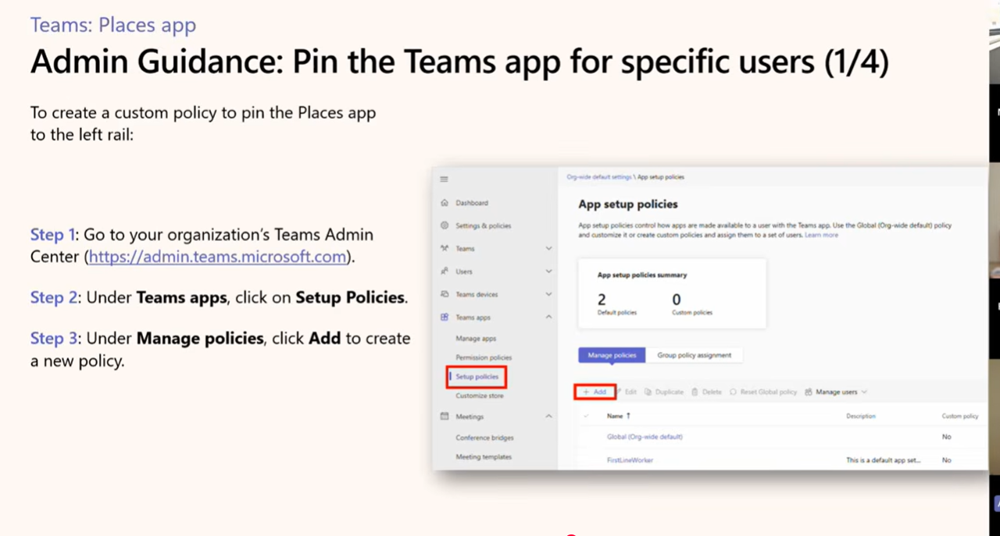 Teams: Places app
Admin Guidance: Pin the Teams app for specific users (1/4)
To create a custom policy to pin the Places app
to the left rail:
Step 1: Go to your organization's Teams Admin
Center (https://admin.teams.microsoft.com).
Step 2: Under Teams apps, click on Setup Policies.
Step 3: Under Manage policies, click Add to create
a new policy.
Dashboard
Settings & policies
Teams
Users
Teams devices
Teams apps
Manage apps
Permission policies
Setup policies
Customize store
Meetings
Conference bridges
Meeting templates
Org-wide default settings \ App setup policies
App setup policies
App setup policies control how apps are made available to a user with the Teams app. Use the Global (Org-wide default) policy
and customize it or create custom policies and assign them to a set of users. Learn more
App setup policies summary
2 0
Default policies Custom policies
Manage policies Group policy assignment
+ Add Edit Duplicate Delete Reset Global policy Manage users
Name ↑ Description Custom policy
Global (Org-wide default) No
FirstLineWorker This is a default app set... No